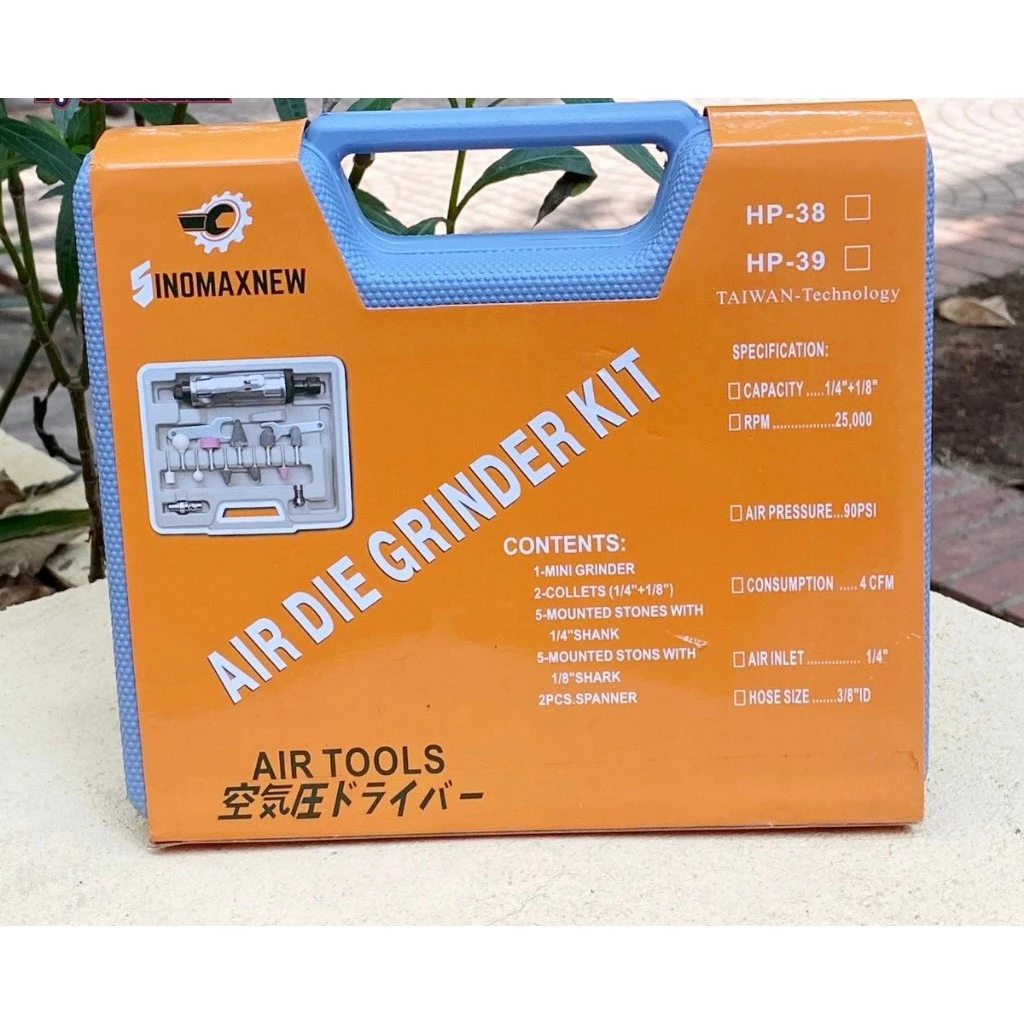 SINOMAXNEW
HP-38
HP-39
TAIWAN-Technology
SPECIFICATION:
CAPACITY .....1/4"+1/8"
RPM .................25,000
AIR PRESSURE...90PSI
CONSUMPTION ..... 4 CFM
AIR INLET ............... 1/4"
HOSE SIZE .......3/8"ID
AIR DIE GRINDER KIT
CONTENTS:
1-MINI GRINDER
2-COLLETS (1/4"+1/8")
5-MOUNTED STONES WITH
1/4"SHANK
5-MOUNTED STONS WITH
1/8"SHARK
2PCS.SPANNER
AIR TOOLS
空気圧ドライバー